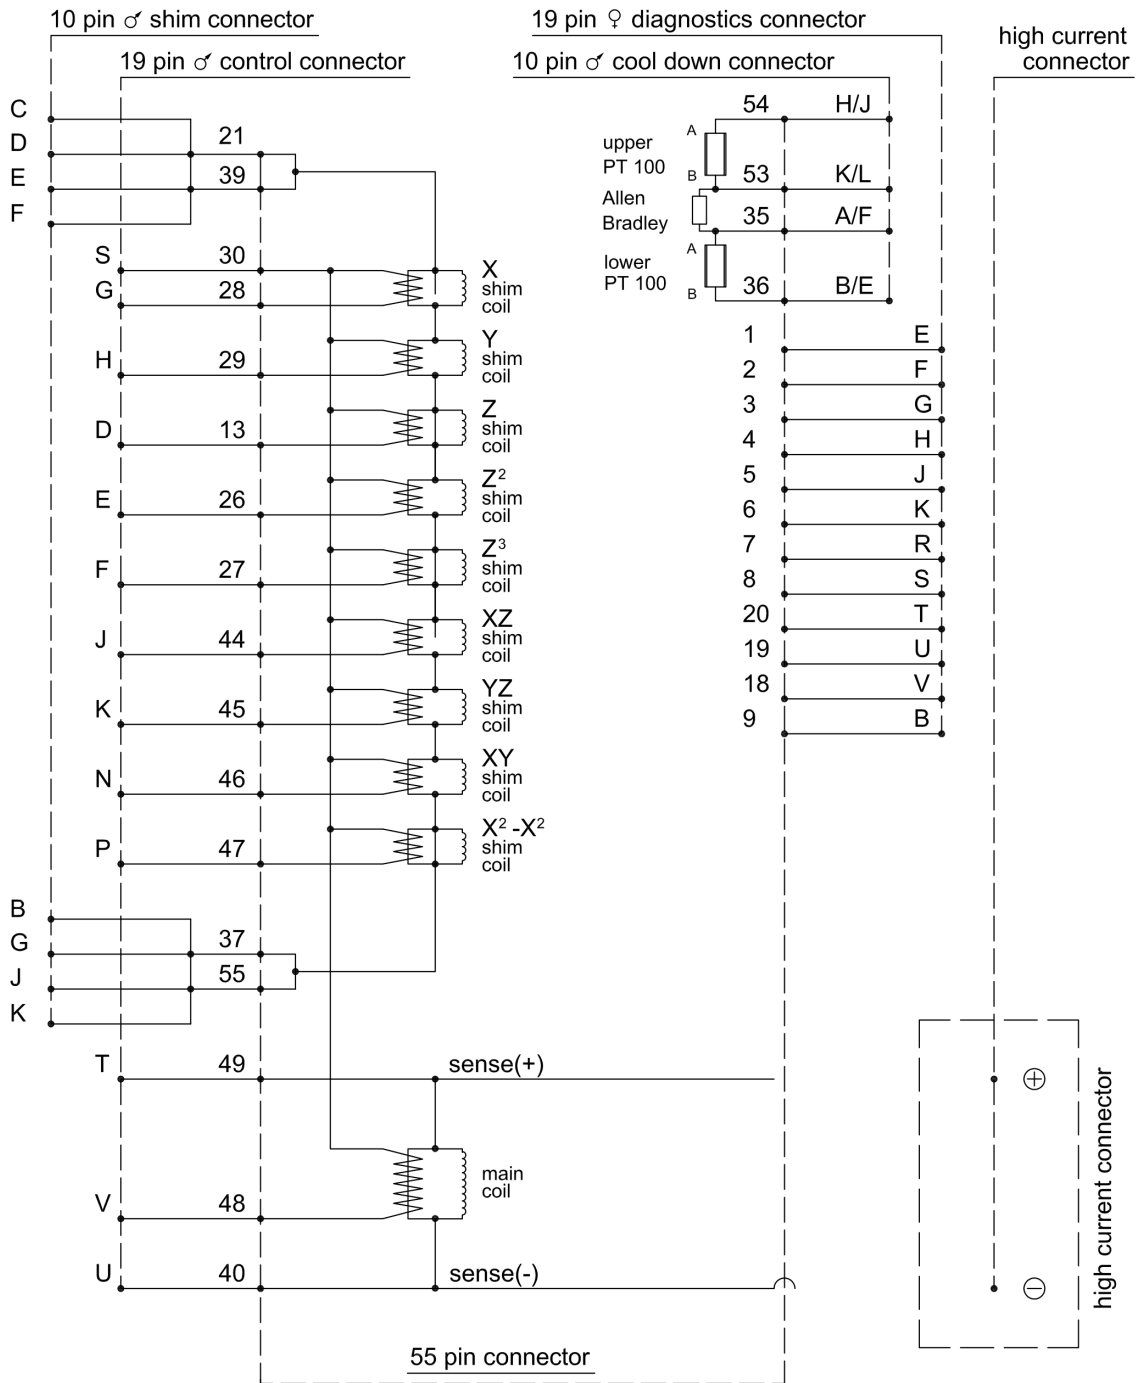 10 pin ♂ shim connector
19 pin ♂ control connector
19 pin ♀ diagnostics connector
10 pin ♂ cool down connector
high current
connector
C
D
21
E
39
F
S
30
G
28
X
shim
coil
H
29
Y
shim
coil
D
13
Z
shim
coil
E
26
Z²
shim
coil
F
27
Z³
shim
coil
J
44
XZ
shim
coil
K
45
YZ
shim
coil
N
46
XY
shim
coil
P
47
X² -X²
shim
coil
B
G
37
J
55
K
T
49
sense(+)
V
48
main
coil
U
40
sense(-)
55 pin connector
54
H/J
A
upper
PT 100
B
53
K/L
Allen
Bradley
35
A/F
A
lower
PT 100
B
36
B/E
1
E
2
F
3
G
4
H
5
J
6
K
7
R
8
S
20
T
19
U
18
V
9
B
+
−
high current connector